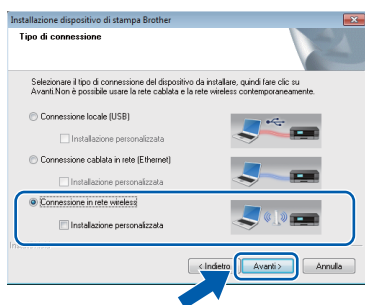 Installazione dispositivo di stampa Brother
Tipo di connessione
Selezionare il tipo di connessione del dispositivo da installare, quindi fare clic su
Avanti.Non è possibile usare la rete cablata e la rete wireless contemporaneamente.
Connessione locale (USB)
Installazione personalizzata
Connessione cablata in rete (Ethernet)
Installazione personalizzata
Connessione in rete wireless
Installazione personalizzata
< Indietro Avanti > Annulla